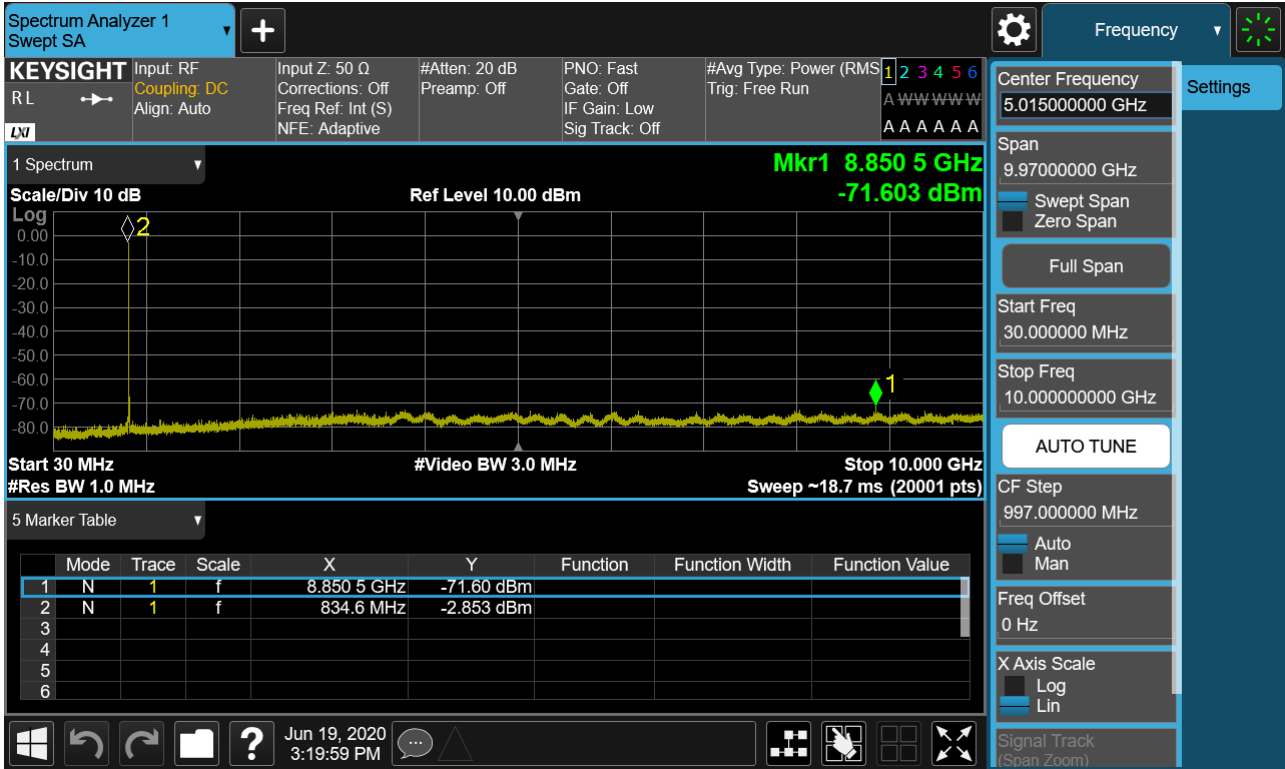 Spectrum Analyzer 1
Swept SA
Frequency
KEYSIGHT
R L
LXI
Input: RF
Coupling: DC
Align: Auto
Input Z: 50 Ω
Corrections: Off
Freq Ref: Int (S)
NFE: Adaptive
#Atten: 20 dB
Preamp: Off
PNO: Fast
Gate: Off
IF Gain: Low
Sig Track: Off
#Avg Type: Power (RMS
Trig: Free Run
1 2 3 4 5 6
A W W W W W
A A A A A A
1 Spectrum
Mkr1 8.850 5 GHz
Scale/Div 10 dB
Ref Level 10.00 dBm
-71.603 dBm
Log
0.00
-10.0
-20.0
-30.0
-40.0
-50.0
-60.0
-70.0
-80.0
2
1
Start 30 MHz
#Video BW 3.0 MHz
Stop 10.000 GHz
#Res BW 1.0 MHz
Sweep ~18.7 ms (20001 pts)
5 Marker Table
Mode Trace Scale X Y Function Function Width Function Value
1 N 1 f 8.850 5 GHz -71.60 dBm
2 N 1 f 834.6 MHz -2.853 dBm
3
4
5
6
?
Jun 19, 2020
3:19:59 PM
Center Frequency
5.015000000 GHz
Span
9.97000000 GHz
Swept Span
Zero Span
Full Span
Start Freq
30.000000 MHz
Stop Freq
10.000000000 GHz
AUTO TUNE
CF Step
997.000000 MHz
Auto
Man
Freq Offset
0 Hz
X Axis Scale
Log
Lin
Signal Track
(Span Zoom)
Settings